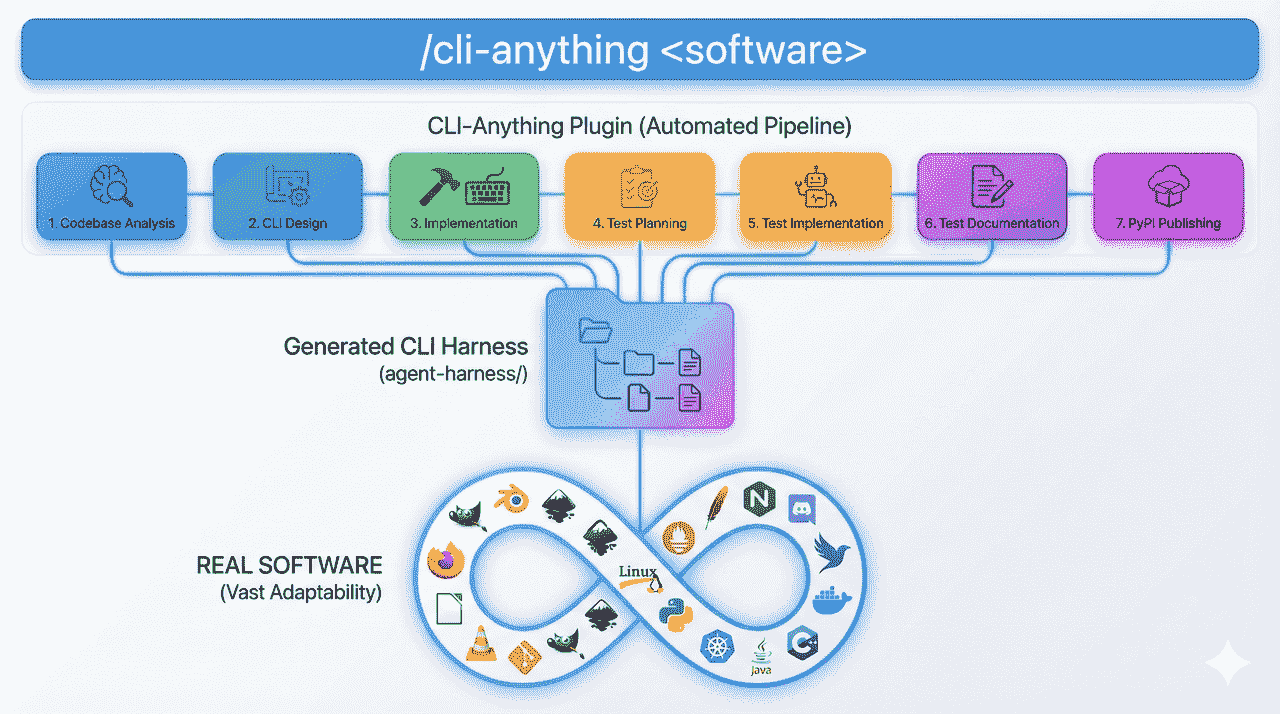 /cli-anything <software>
CLI-Anything Plugin (Automated Pipeline)
1. Codebase Analysis
2. CLI Design
3. Implementation
4. Test Planning
5. Test Implementation
6. Test Documentation
7. PyPI Publishing
Generated CLI Harness
(agent-harness/)
REAL SOFTWARE
(Vast Adaptability)
Linux
N
C
Java